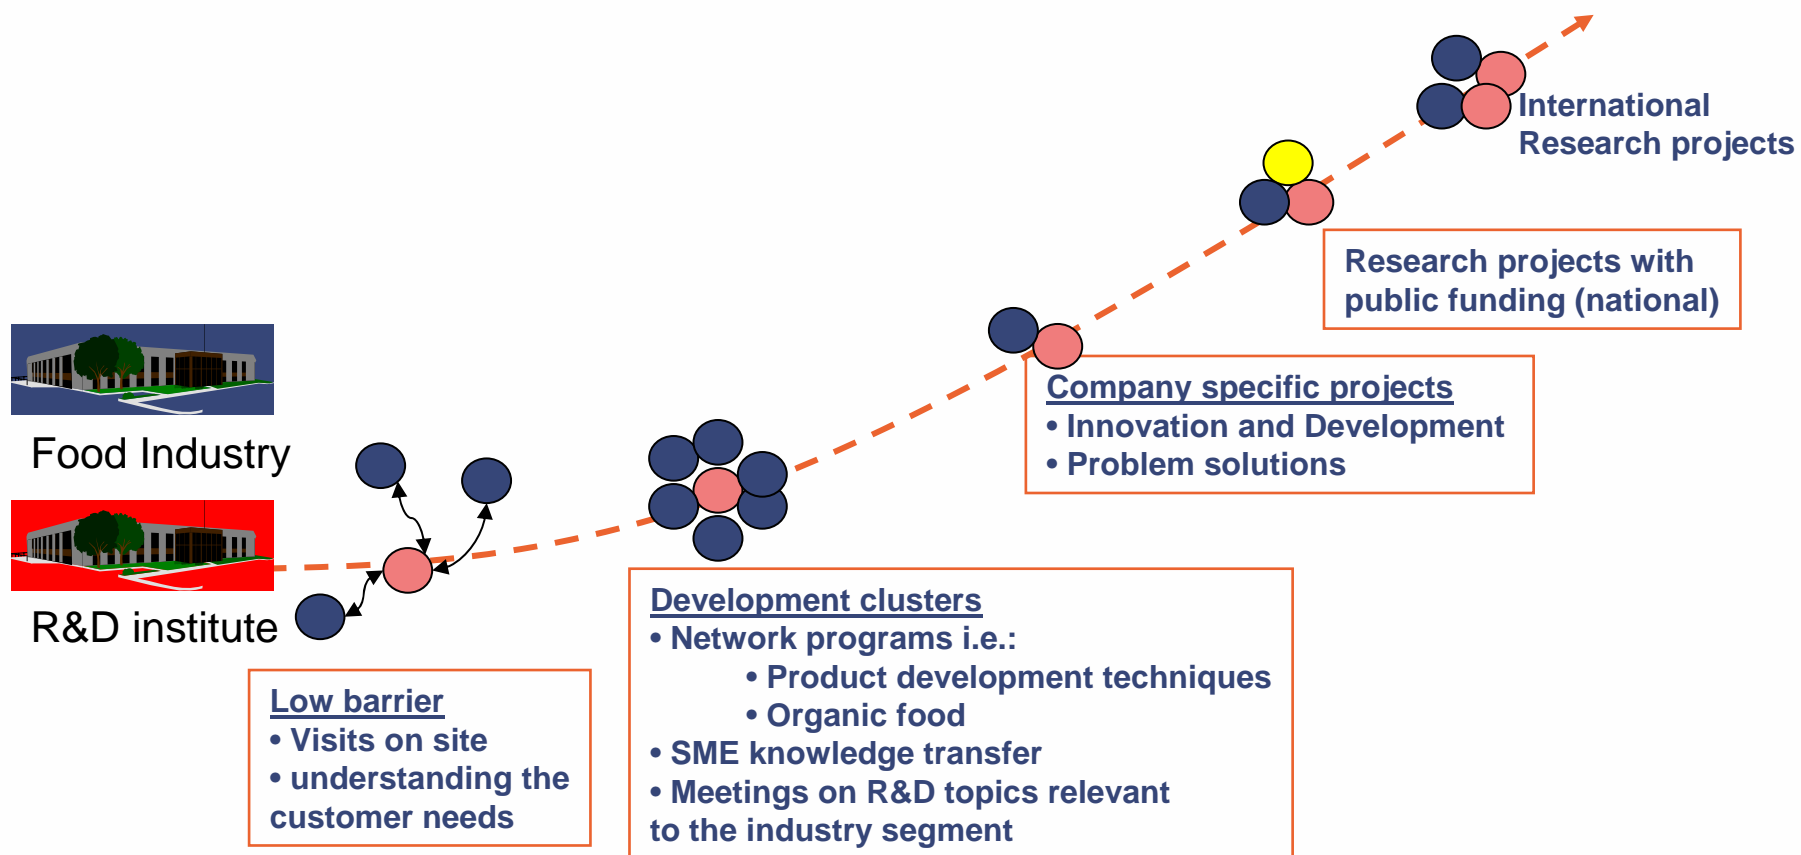 International
Research projects
Research projects with
public funding (national)
Company specific projects
• Innovation and Development
• Problem solutions
Food Industry
R&D institute
Development clusters
• Network programs i.e.:
• Product development techniques
• Organic food
• SME knowledge transfer
• Meetings on R&D topics relevant
to the industry segment
Low barrier
• Visits on site
• understanding the
customer needs